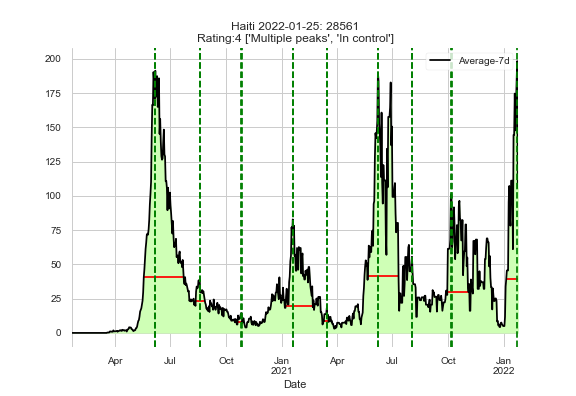 Haiti 2022-01-25: 28561
Rating:4 ['Multiple peaks', 'In control']
Average-7d
200
175
150
125
100
75
50
25
0
Apr
Jul
Oct
Jan
2021
Apr
Jul
Oct
Jan
2022
Date